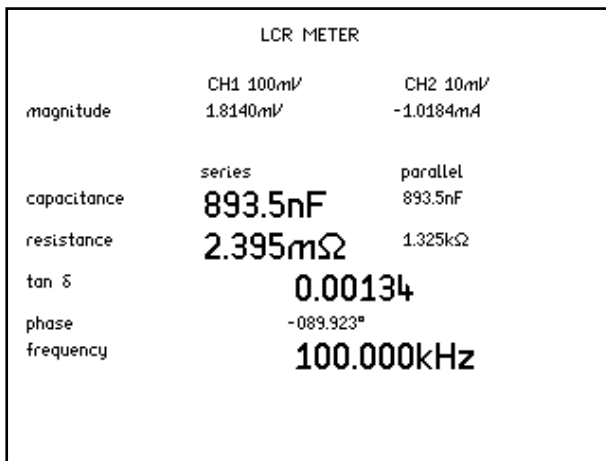 LCR METER
CH1 100mV CH2 10mV
magnitude 1.8140mV -1.0184mA
series parallel
capacitance 893.5nF 893.5nF
resistance 2.395mΩ 1.325kΩ
tan δ 0.00134
phase -089.923°
frequency 100.000kHz